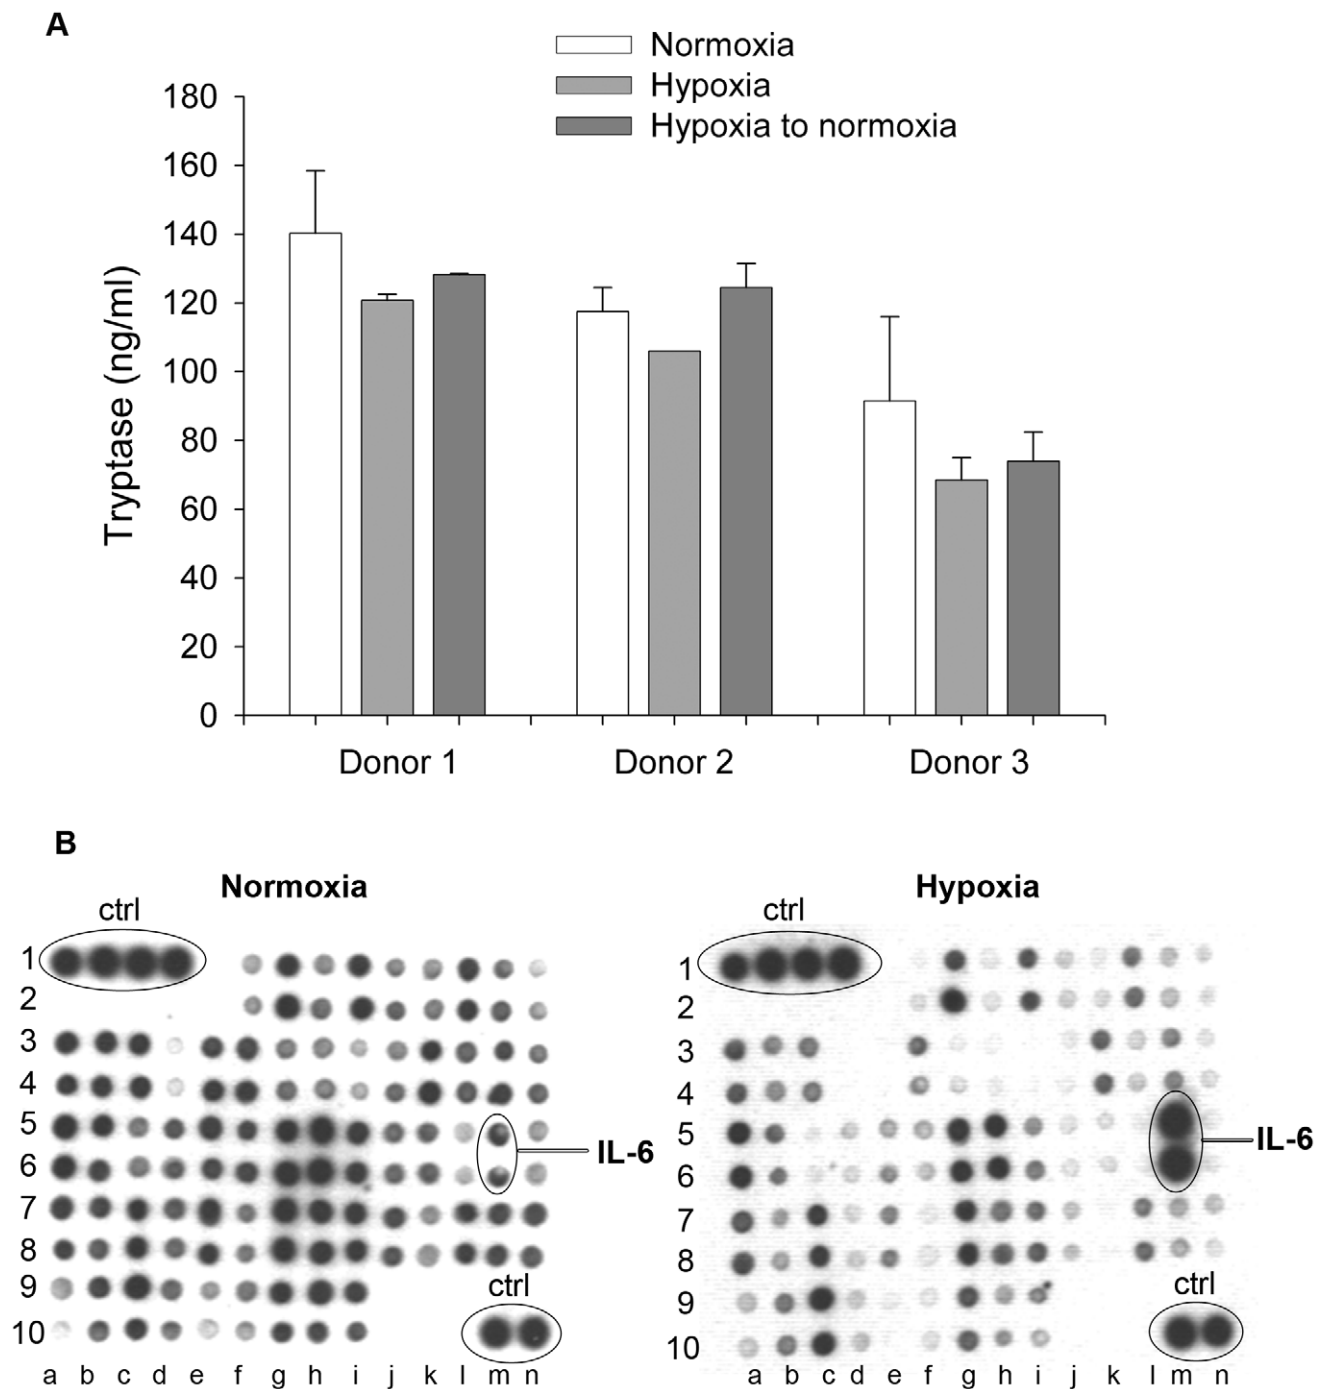 A
Normoxia
Hypoxia
Hypoxia to normoxia
180
160
140
120
100
80
60
40
20
0
Tryptase (ng/ml)
Donor 1 Donor 2 Donor 3
B
Normoxia
ctrl
1
2
3
4
5
6
7
8
9
10
IL-6
ctrl
a b c d e f g h i j k l m n
Hypoxia
ctrl
1
2
3
4
5
6
7
8
9
10
IL-6
ctrl
a b c d e f g h i j k l m n